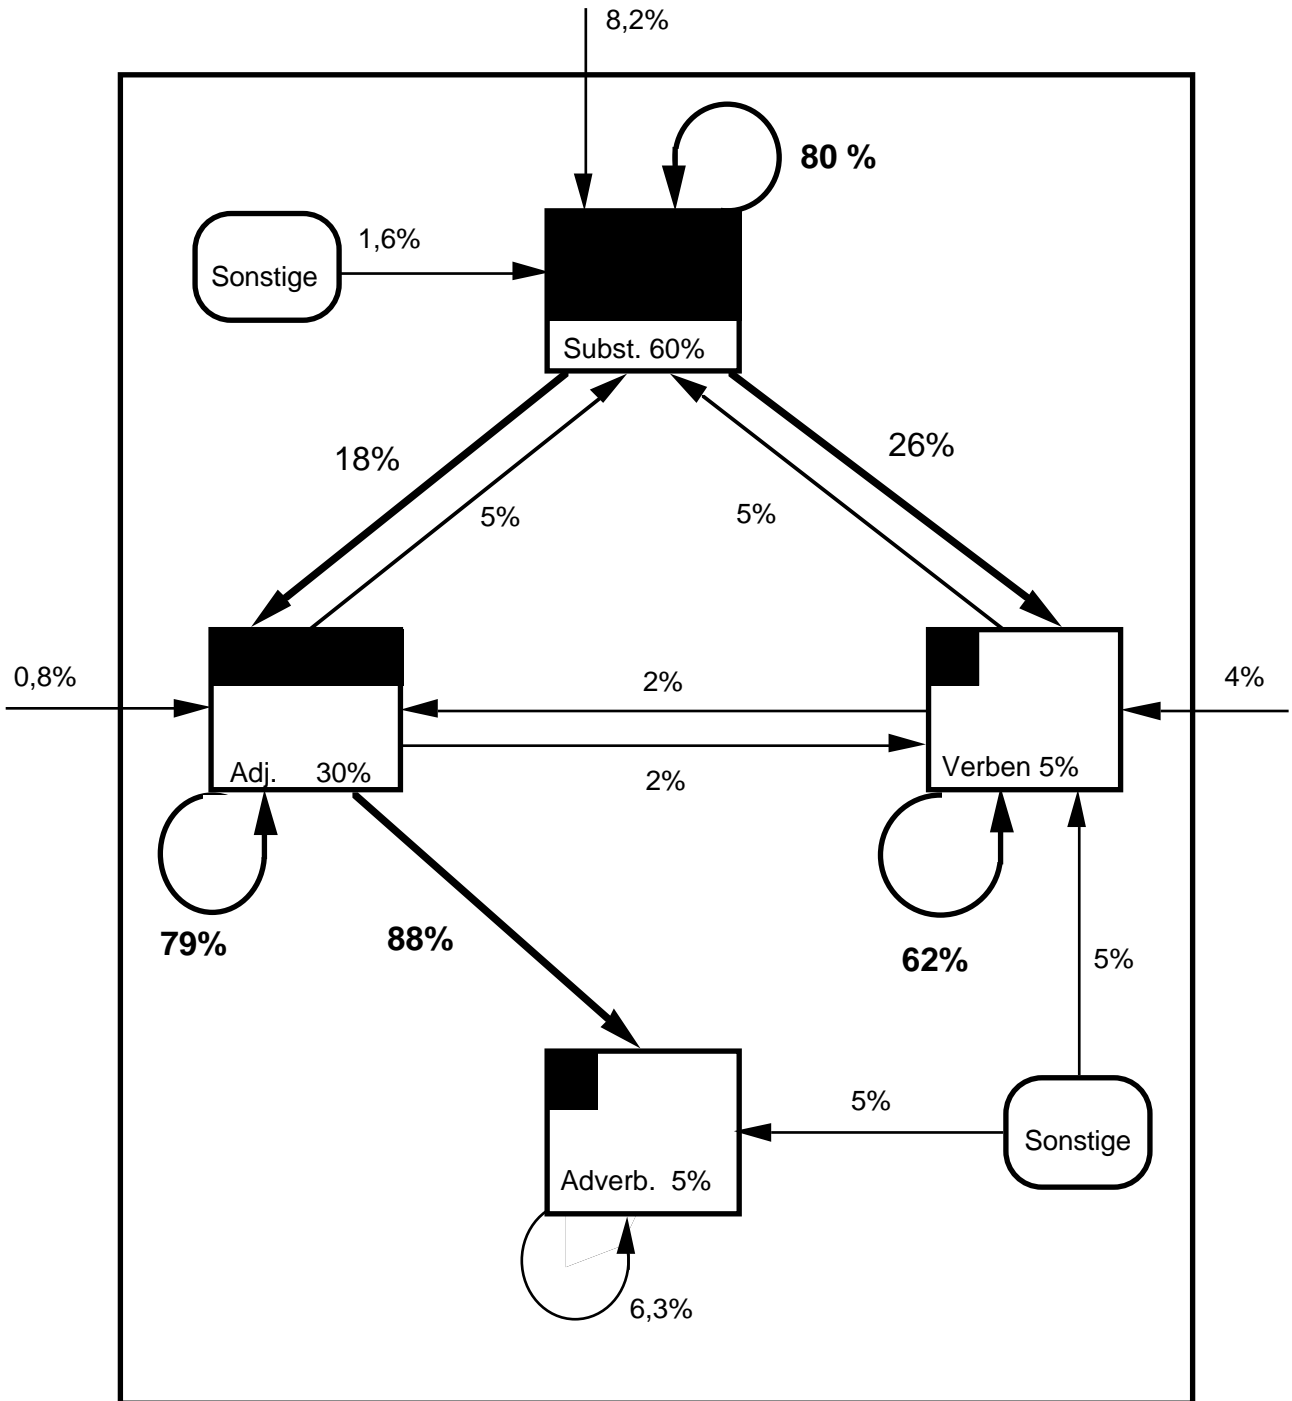 8,2%
80 %
1,6%
Sonstige
Subst. 60%
18%
26%
5%
5%
0,8%
2%
4%
Adj. 30%
Verben 5%
2%
79%
88%
62%
5%
5%
Sonstige
Adverb. 5%
6,3%